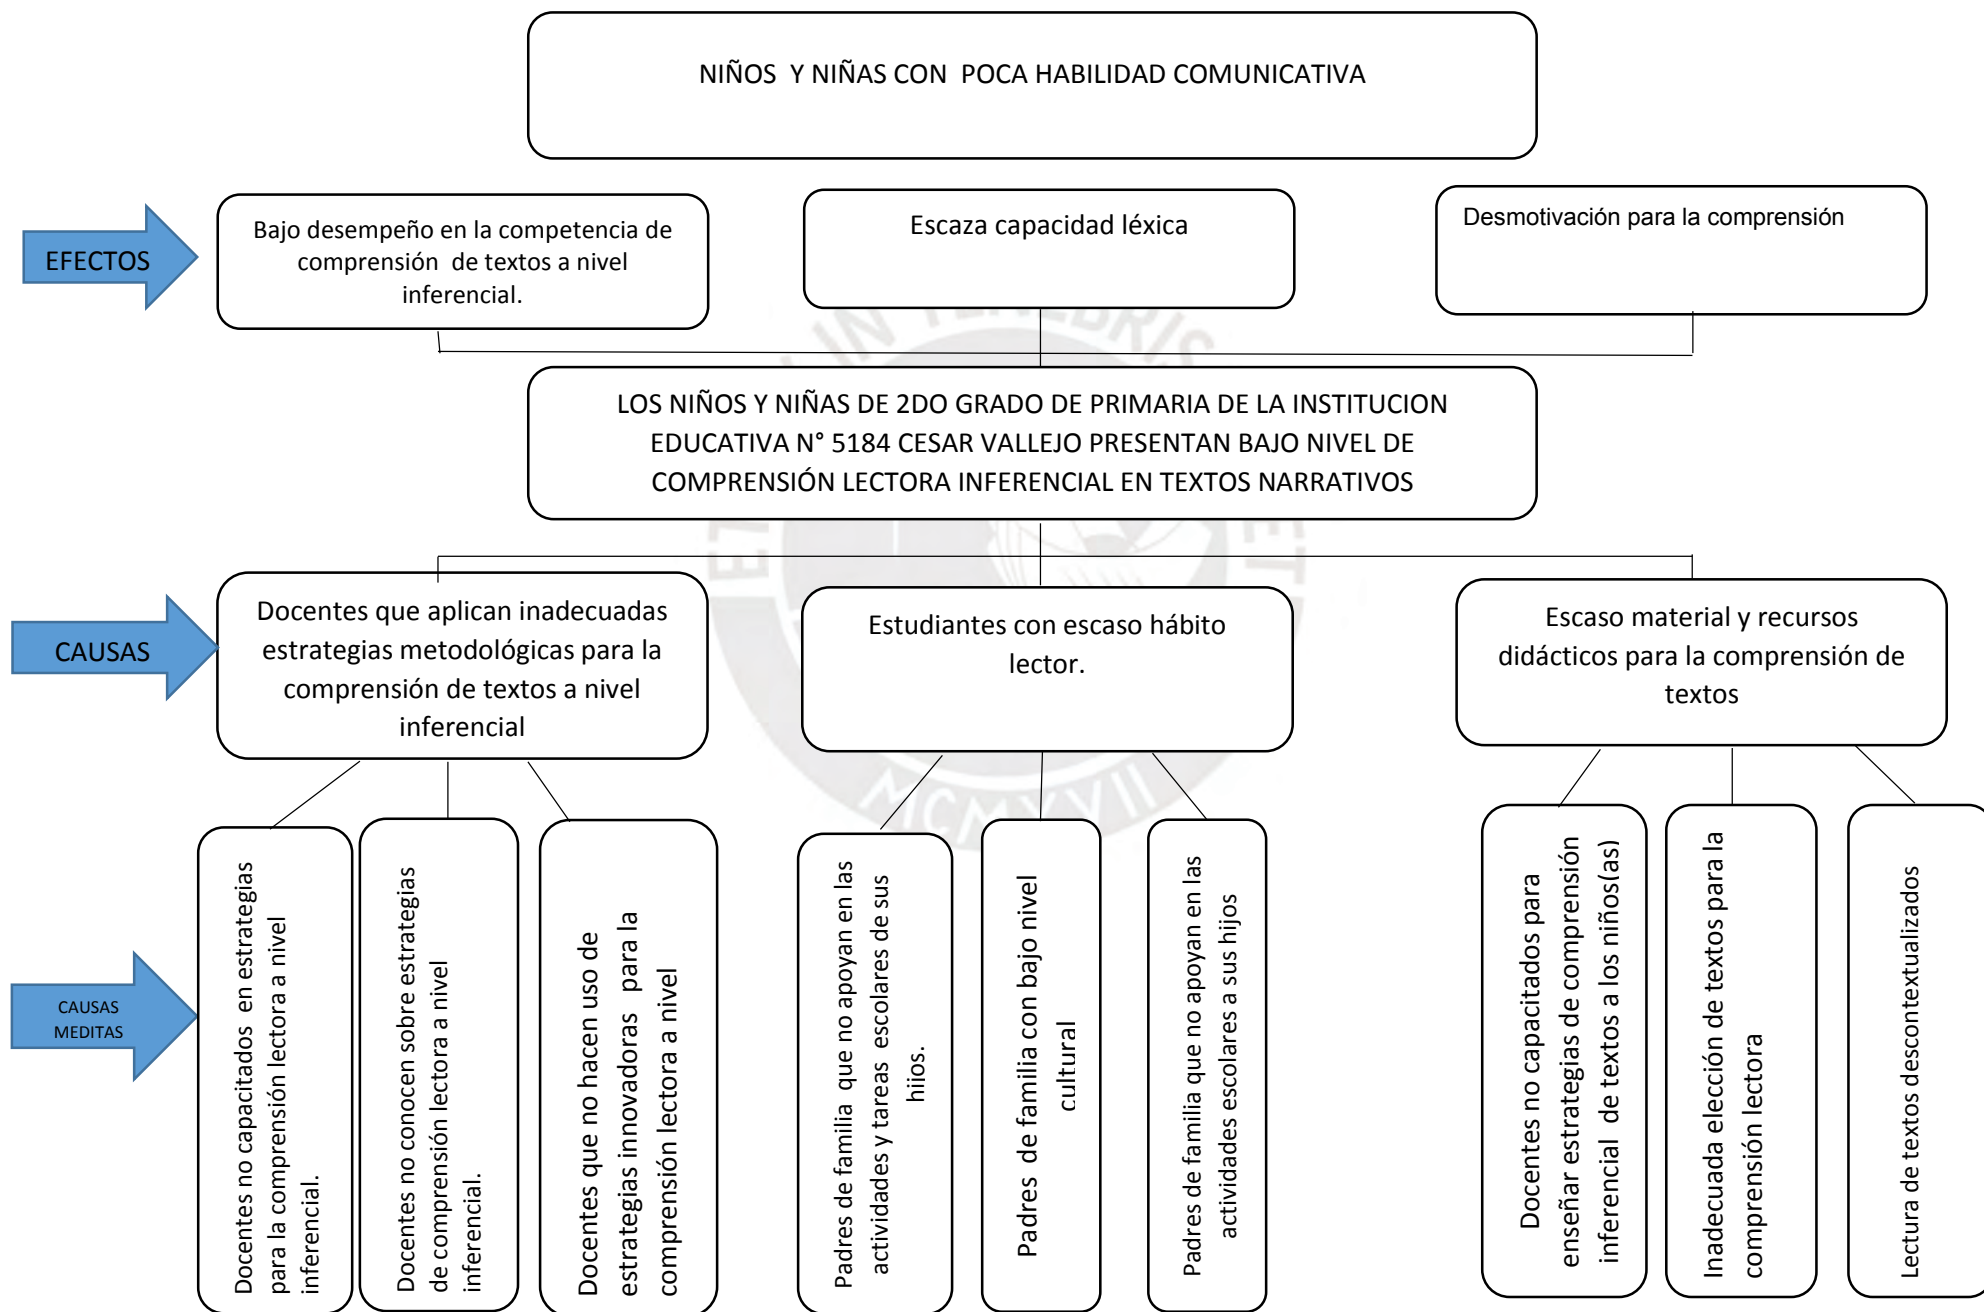 NIÑOS Y NIÑAS CON POCA HABILIDAD COMUNICATIVA
EFECTOS
Bajo desempeño en la competencia de
comprensión de textos a nivel
inferencial.
Escaza capacidad léxica
Desmotivación para la comprensión
LOS NIÑOS Y NIÑAS DE 2DO GRADO DE PRIMARIA DE LA INSTITUCION
EDUCATIVA N° 5184 CESAR VALLEJO PRESENTAN BAJO NIVEL DE
COMPRENSIÓN LECTORA INFERENCIAL EN TEXTOS NARRATIVOS
CAUSAS
Docentes que aplican inadecuadas
estrategias metodológicas para la
comprensión de textos a nivel
inferencial
Estudiantes con escaso hábito
lector.
Escaso material y recursos
didácticos para la comprensión de
textos
CAUSAS
MEDITAS
Docentes no capacitados en estrategias
para la comprensión lectora a nivel
inferencial.
Docentes no conocen sobre estrategias
de comprensión lectora a nivel
inferencial.
Docentes que no hacen uso de
estrategias innovadoras para la
comprensión lectora a nivel
Padres de familia que no apoyan en las
actividades y tareas escolares de sus
hijos.
Padres de familia con bajo nivel
cultural
Padres de familia que no apoyan en las
actividades escolares a sus hijos
Docentes no capacitados para
enseñar estrategias de comprensión
inferencial de textos a los niños(as)
Inadecuada elección de textos para la
comprensión lectora
Lectura de textos descontextualizados
IN TENEBRIS
ET
MCMXVII